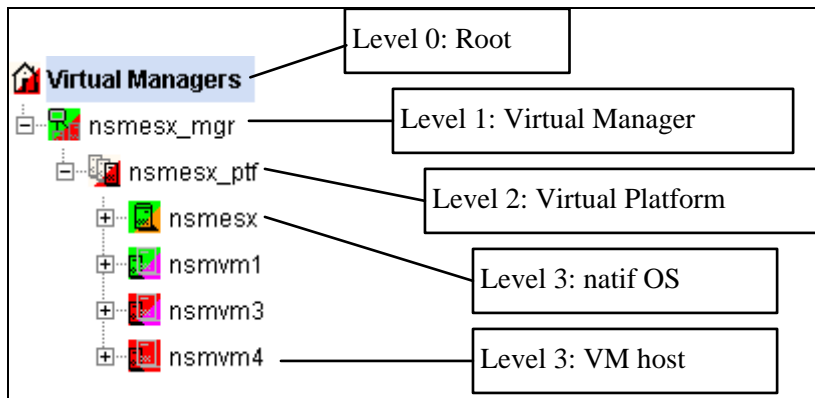 Level 0: Root
Virtual Managers
nsmesx_mgr
Level 1: Virtual Manager
nsmesx_ptf
Level 2: Virtual Platform
nsmesx
nsmvm1
Level 3: natif OS
nsmvm3
nsmvm4
Level 3: VM host